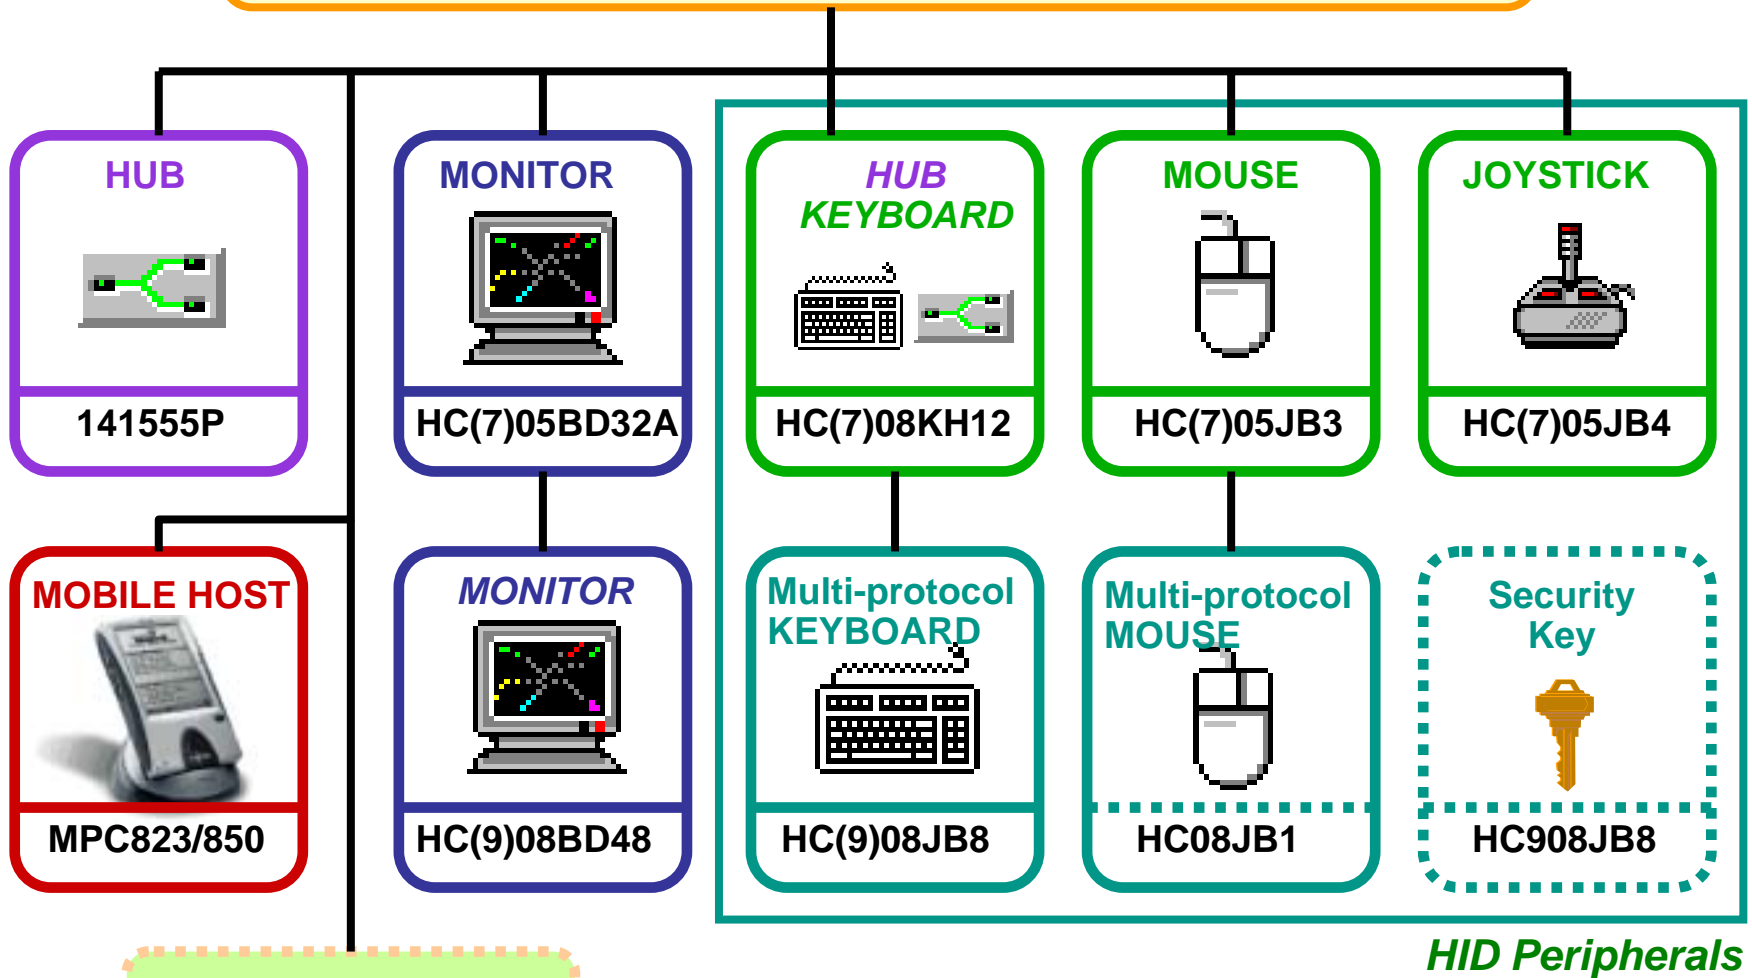 HUB
141555P
MONITOR
HC(7)05BD32A
HUB
KEYBOARD
HC(7)08KH12
MOUSE
HC(7)05JB3
JOYSTICK
HC(7)05JB4
MOBILE HOST
MPC823/850
MONITOR
HC(9)08BD48
Multi-protocol
KEYBOARD
HC(9)08JB8
Multi-protocol
MOUSE
HC08JB1
Security
Key
HC908JB8
HID Peripherals